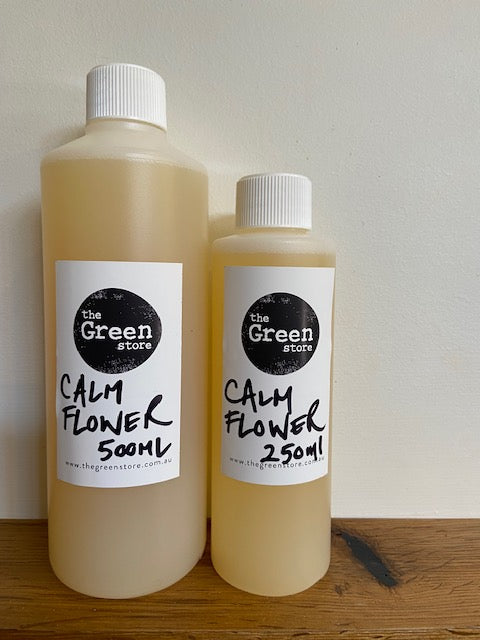 the
Green
store
CALM
FLOWER
500ML
www.thegreenstore.com.au
the
Green
store
CALM
FLOWER
250ml
www.thegreenstore.com.au